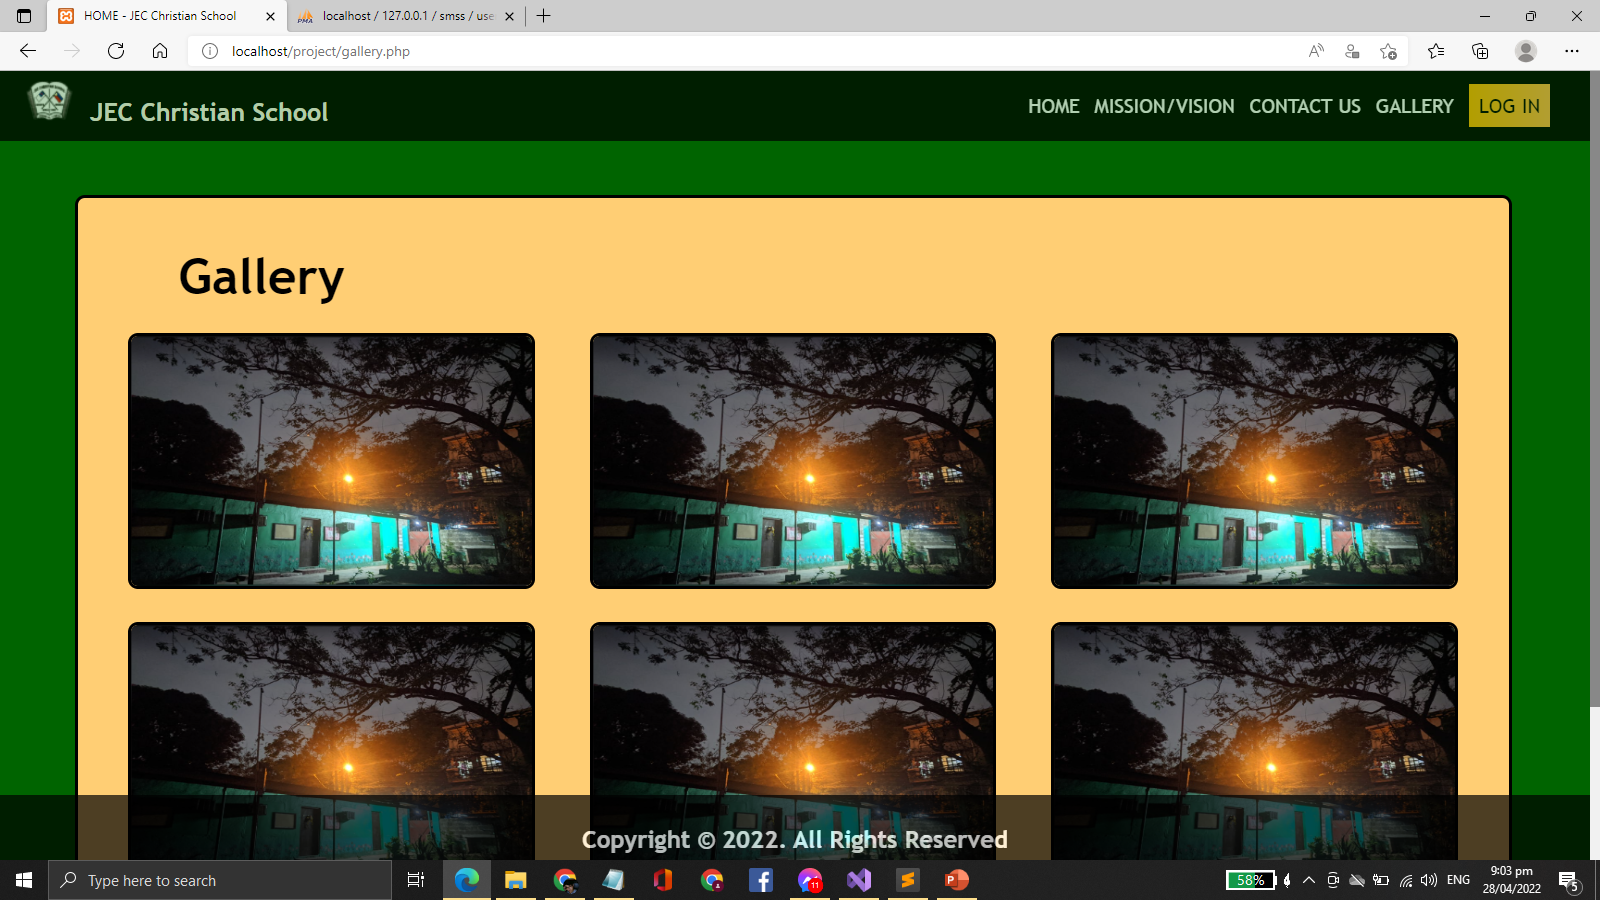 HOME - JEC Christian School
localhost / 127.0.0.1 / smss / use
localhost/project/gallery.php
JEC Christian School
HOME MISSION/VISION CONTACT US GALLERY LOG IN
Gallery
Copyright © 2022. All Rights Reserved
Type here to search
11
58%
ENG
9:03 pm
28/04/2022
5